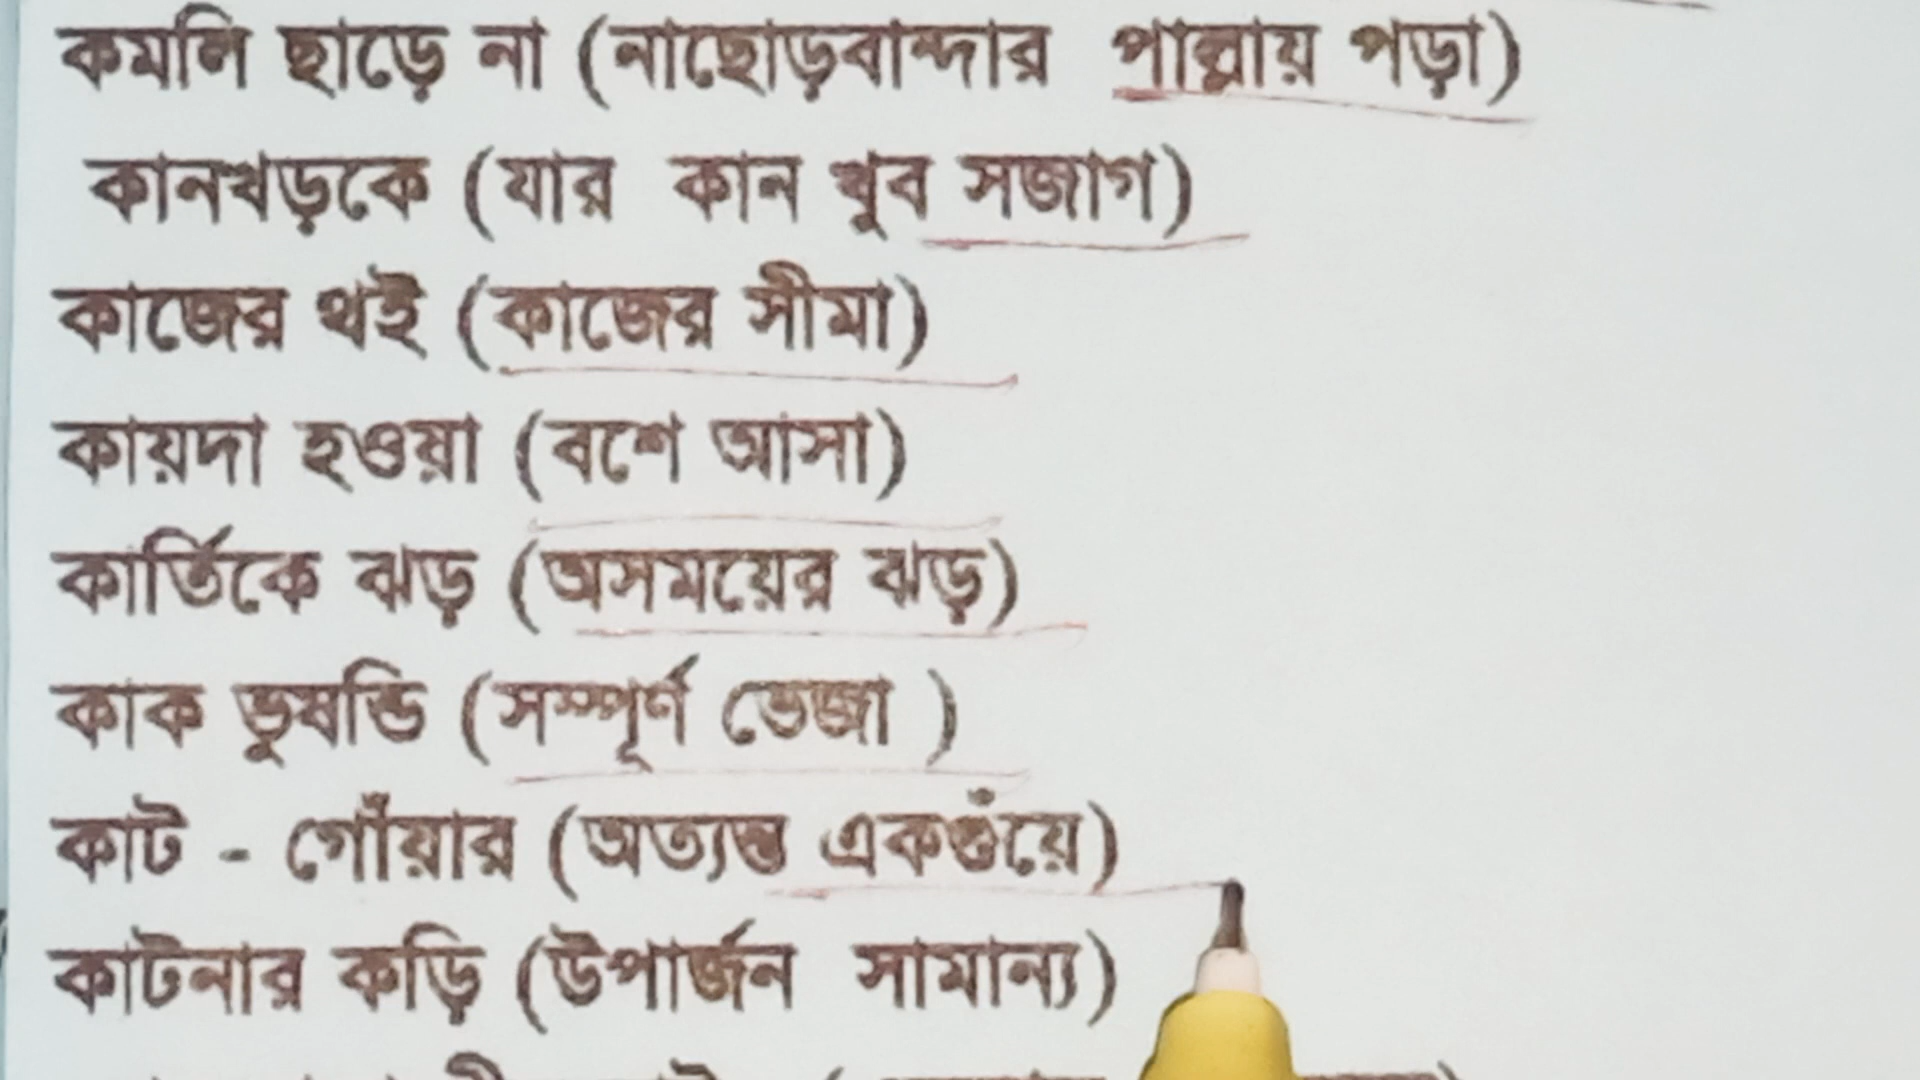 কমলি ছাড়ে না (নাছোড়বান্দার পাল্লায় পড়া)
কানখড়কে (যার কান খুব সজাগ)
কাজের থই (কাজের সীমা)
কায়দা হওয়া (বশে আসা)
কার্তিকে ঝড় (অসময়ের ঝড়)
কাক ভুষন্ডি (সম্পূর্ণ ভেজা )
কাট - গোঁয়ার (অত্যন্ত একগুঁয়ে)
কাটনার কড়ি (উপার্জন সামান্য)